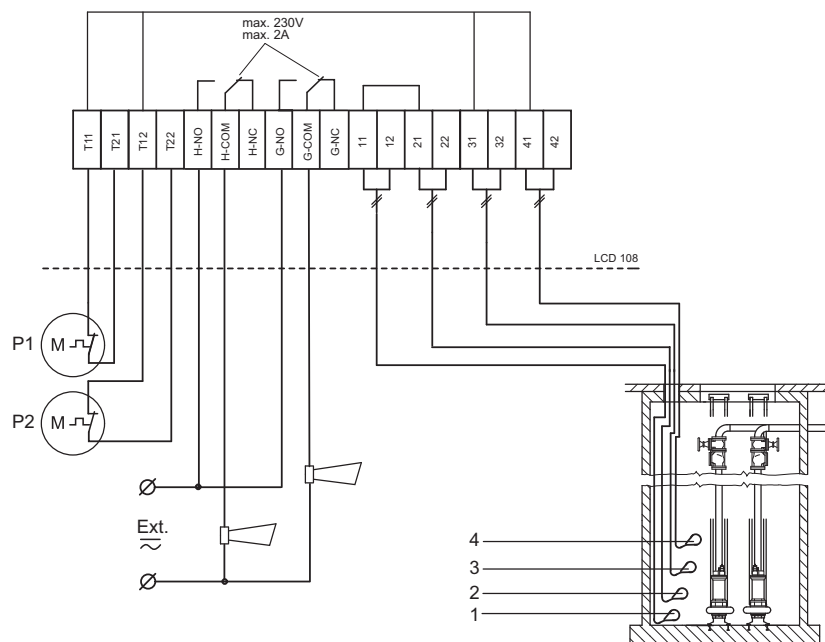 max. 230V
max. 2A
T11
T21
T12
T22
H-NO
H-COM
H-NC
G-NO
G-COM
G-NC
11
12
21
22
31
32
41
42
LCD 108
P1
M
P2
M
Ext.
4
3
2
1